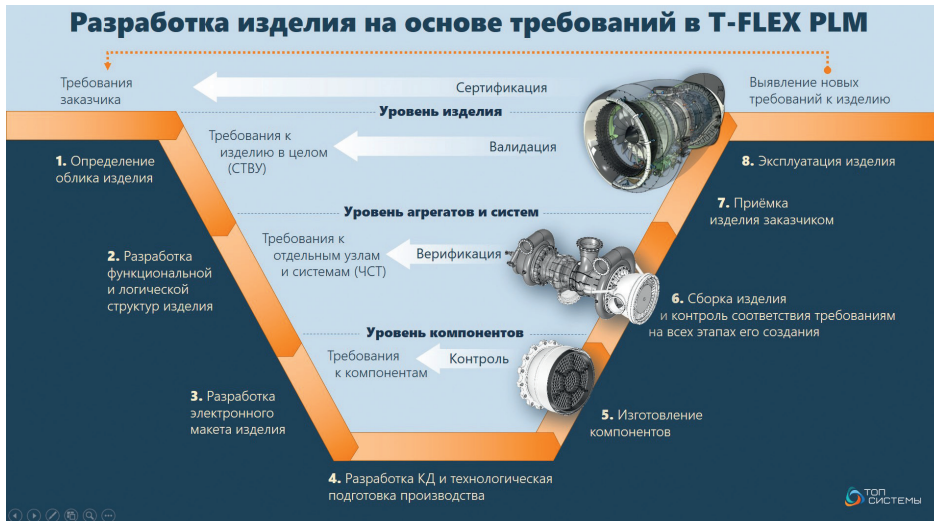 Разработка изделия на основе требований в T-FLEX PLM
Требования
заказчика
Сертификация
Выявление новых
требований к изделию
Уровень изделия
Требования к
изделию в целом
(СТВУ)
Валидация
1. Определение
облика изделия
8. Эксплуатация изделия
7. Приёмка
изделия заказчиком
Уровень агрегатов и систем
Требования к
отдельным узлам
и системам (ЧСТ)
Верификация
2. Разработка
функциональной
и логической
структур изделия
6. Сборка изделия
и контроль соответствия требованиям
на всех этапах его создания
Уровень компонентов
Требования
к компонентам
Контроль
3. Разработка
электронного
макета изделия
5. Изготовление
компонентов
4. Разработка КД и технологическая
подготовка производства
ТОП
СИСТЕМЫ